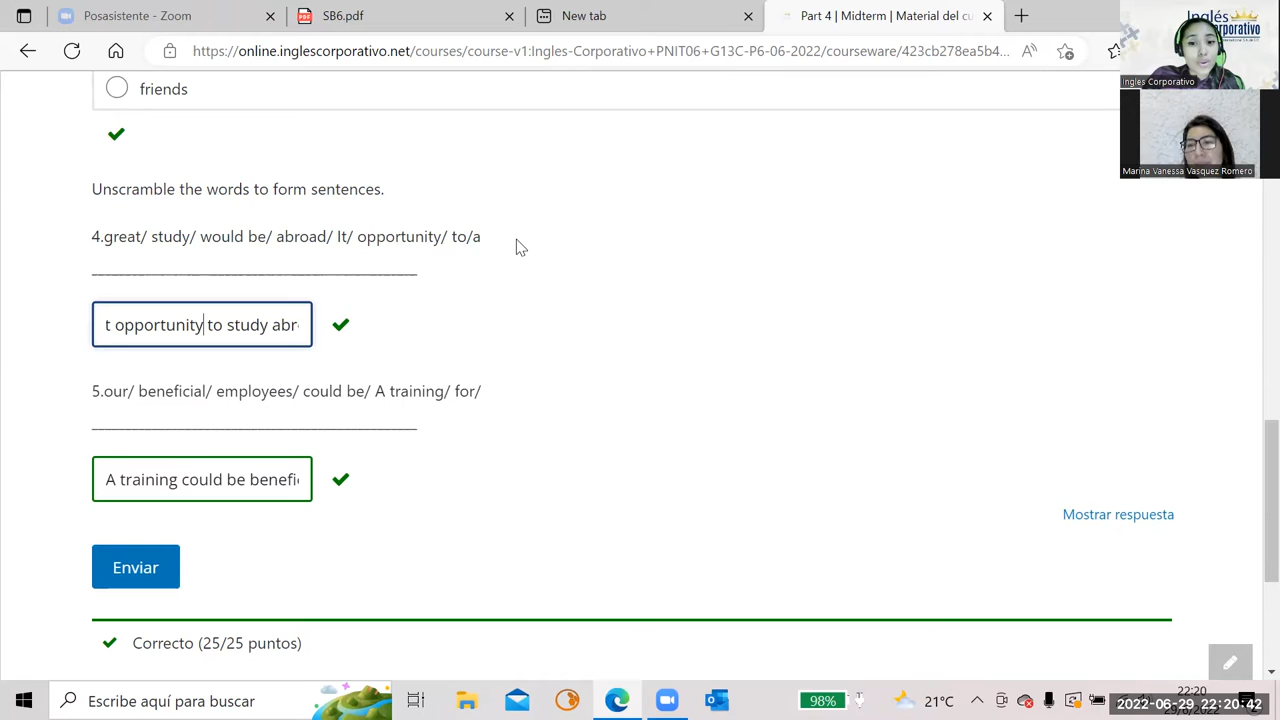 Posasistente
SB6.pdf
New tab
Part 4 | Midterm | Material del cu
https://online.inglescorporativo.net/courses/course-v1:Ingles-Corporativo+PNIT06+G13C-P6-06-2022/courseware/423cb278ea5b4...
Inglés
Corporativo
Ingles Corporativo
Marina Vanessa Vasquez Romero
friends
Unscramble the words to form sentences.
4.great/ study/ would be/ abroad/ It/ opportunity/ to/a
t opportunity to study abr
5.our/ beneficial/ employees/ could be/ A training/ for/
A training could be benefi
Mostrar respuesta
Enviar
Correcto (25/25 puntos)
Escribe aquí para buscar
98%
21°C
22:20
2022-06-29 22:20:42